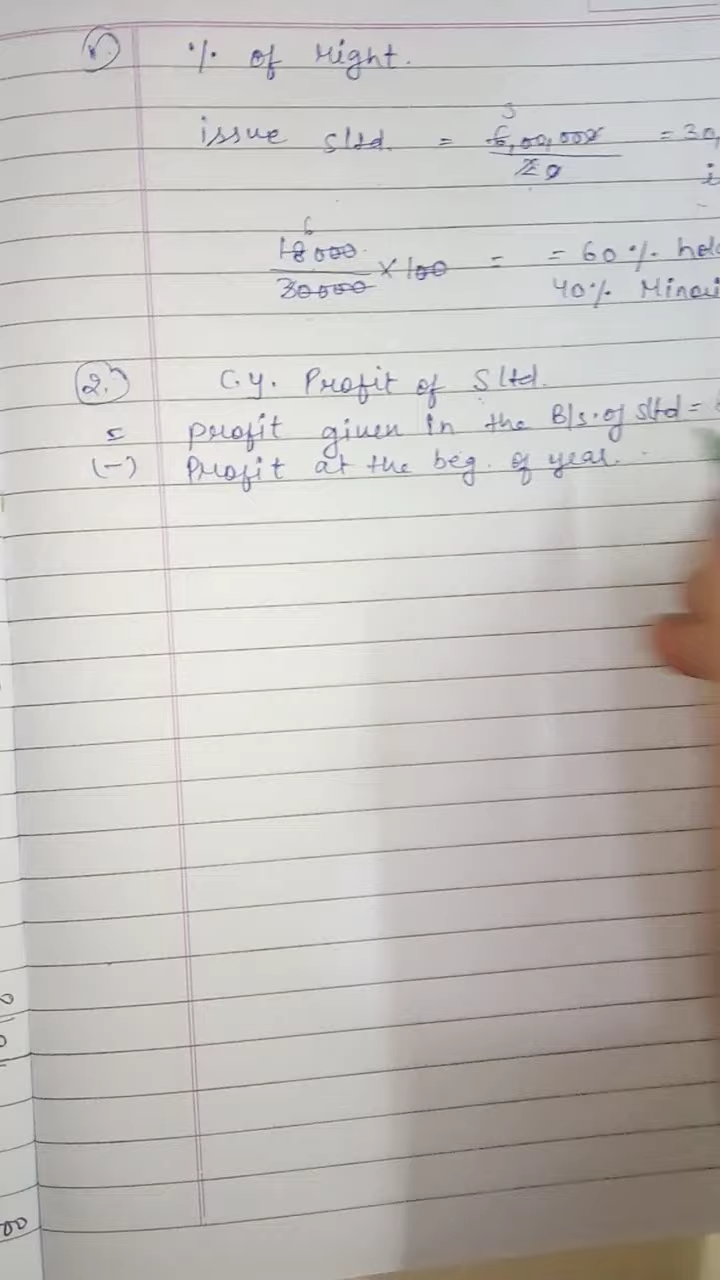 1. % of right.
issue S Ltd. = 6,00,000 / 20 = 30,
18000 / 30000 × 100 = = 60% hol
40% Minori
2. C.Y. Profit of S Ltd.
profit given in the B/S. of S Ltd =
(-) Profit at the beg. of year.